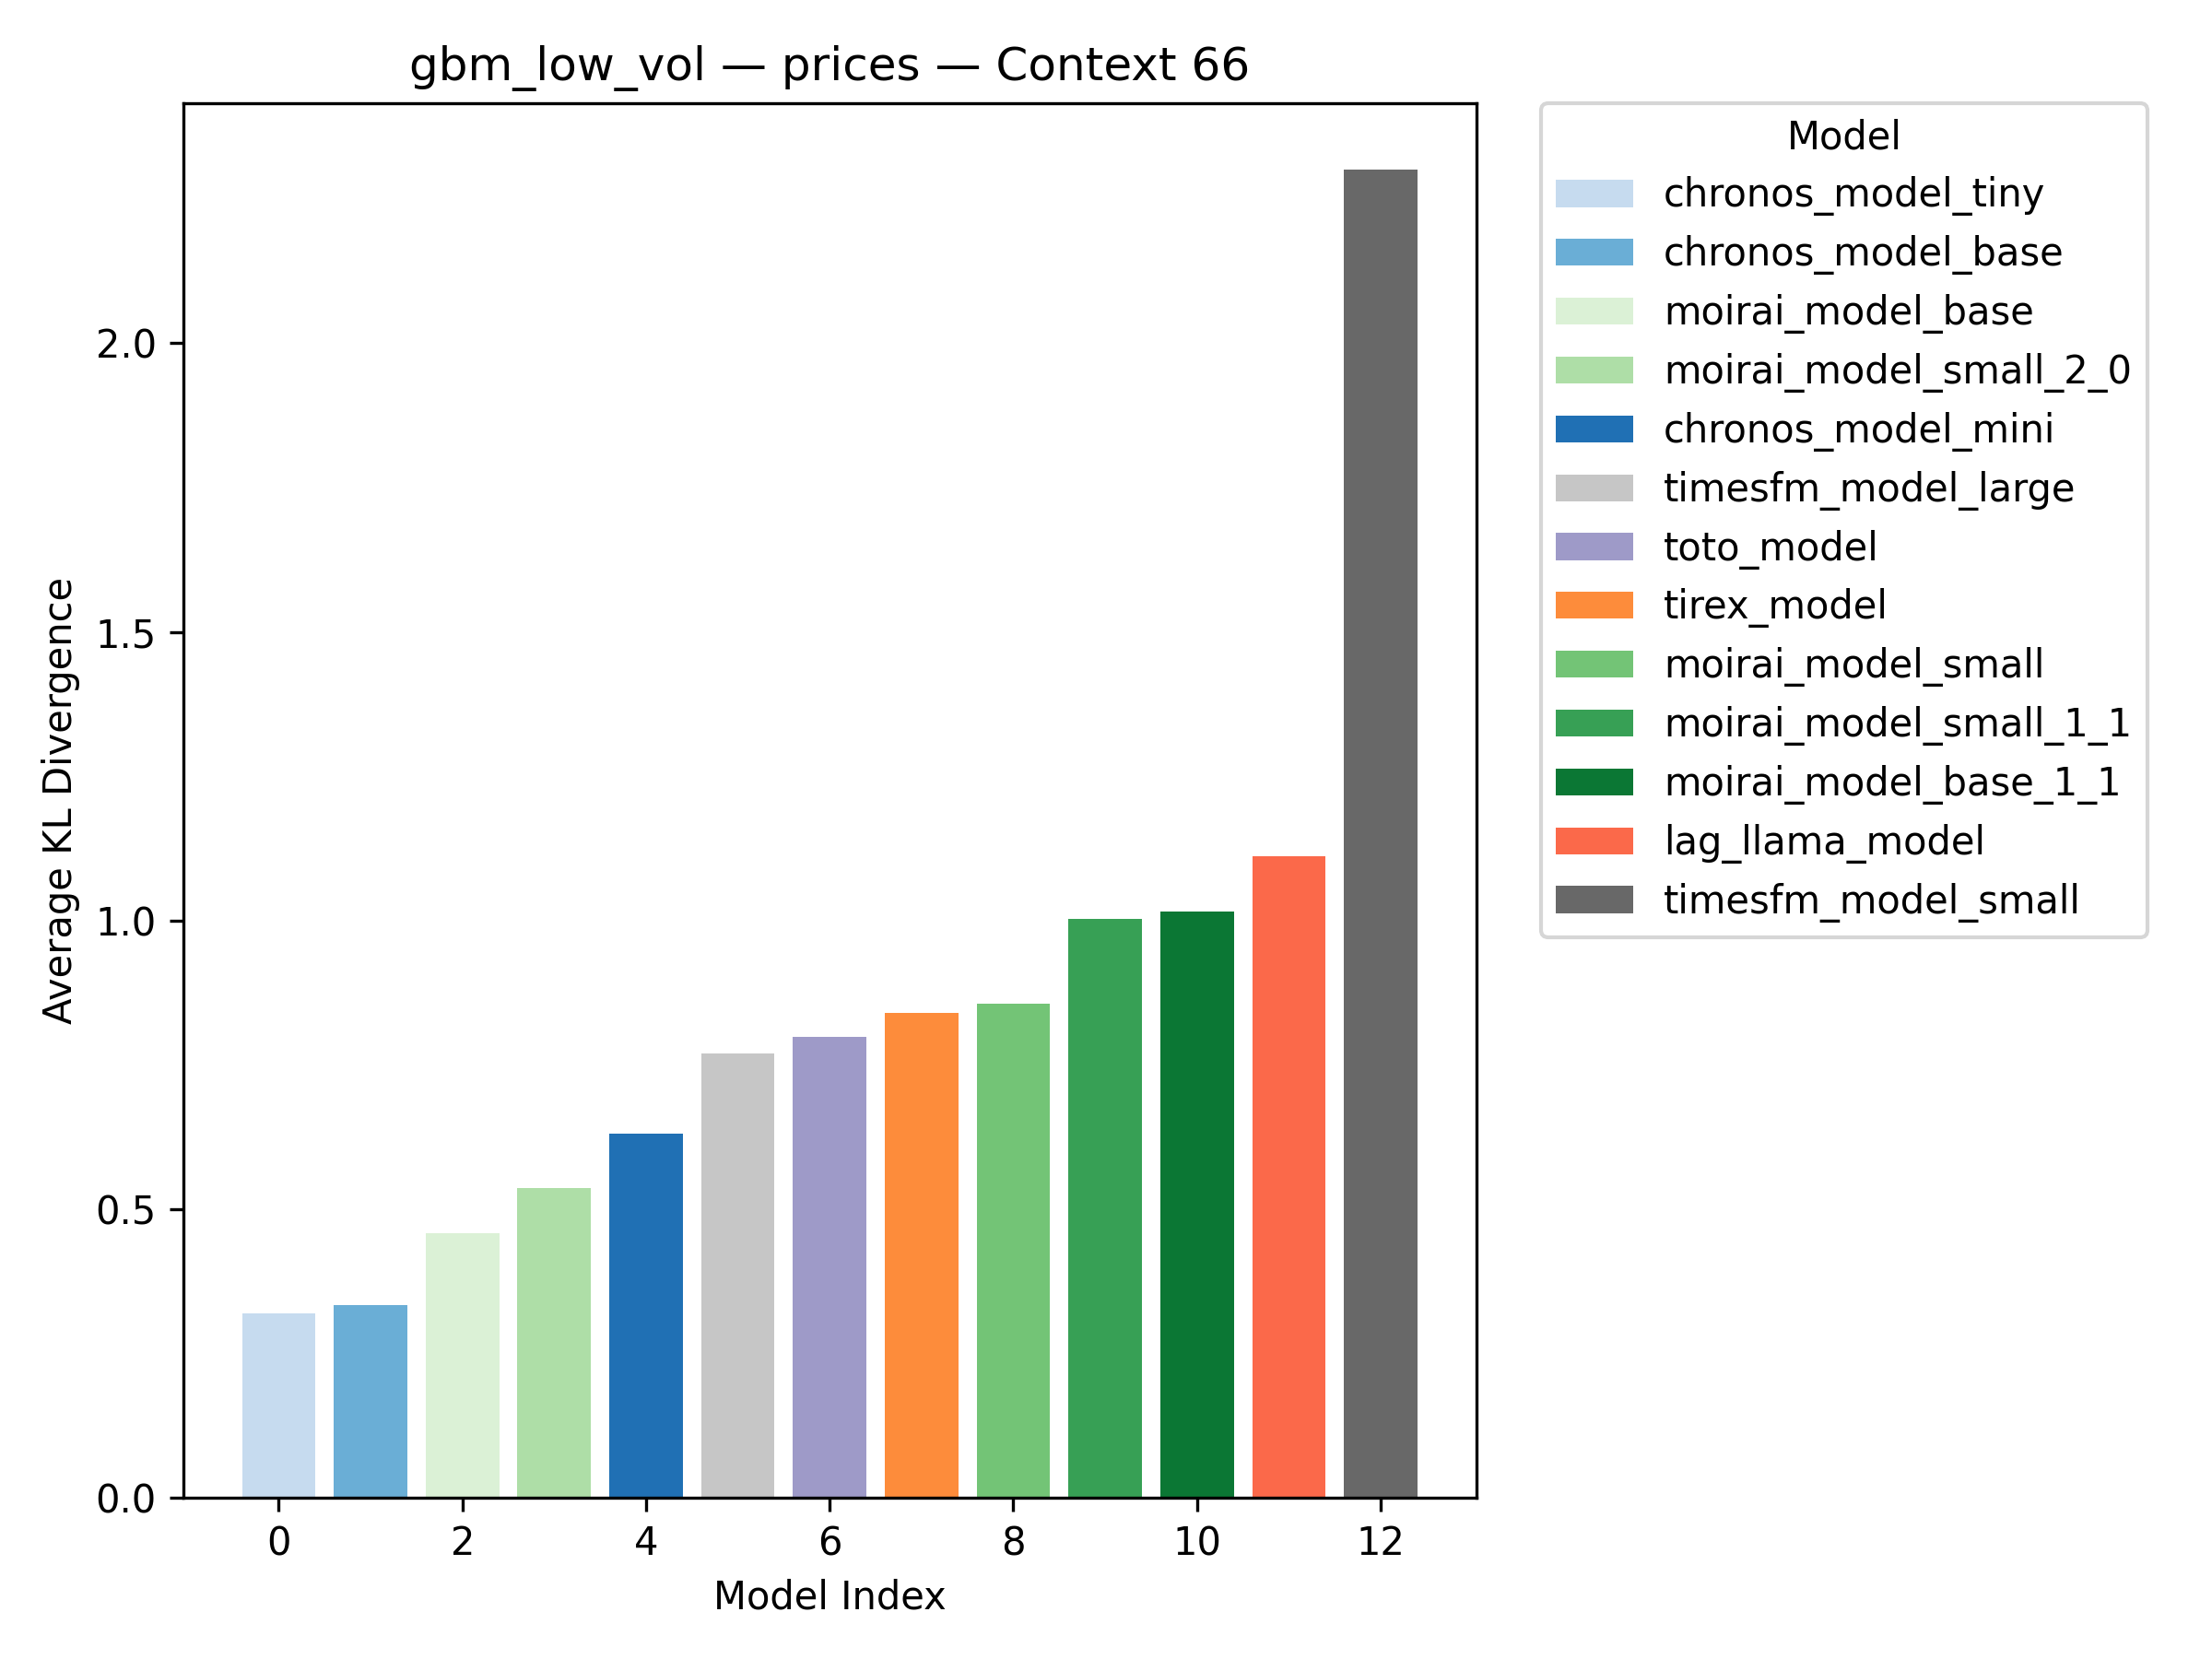 gbm_low_vol — prices — Context 66
Average KL Divergence
2.0
1.5
1.0
0.5
0.0
0 2 4 6 8 10 12
Model Index
Model
chronos_model_tiny
chronos_model_base
moirai_model_base
moirai_model_small_2_0
chronos_model_mini
timesfm_model_large
toto_model
tirex_model
moirai_model_small
moirai_model_small_1_1
moirai_model_base_1_1
lag_llama_model
timesfm_model_small